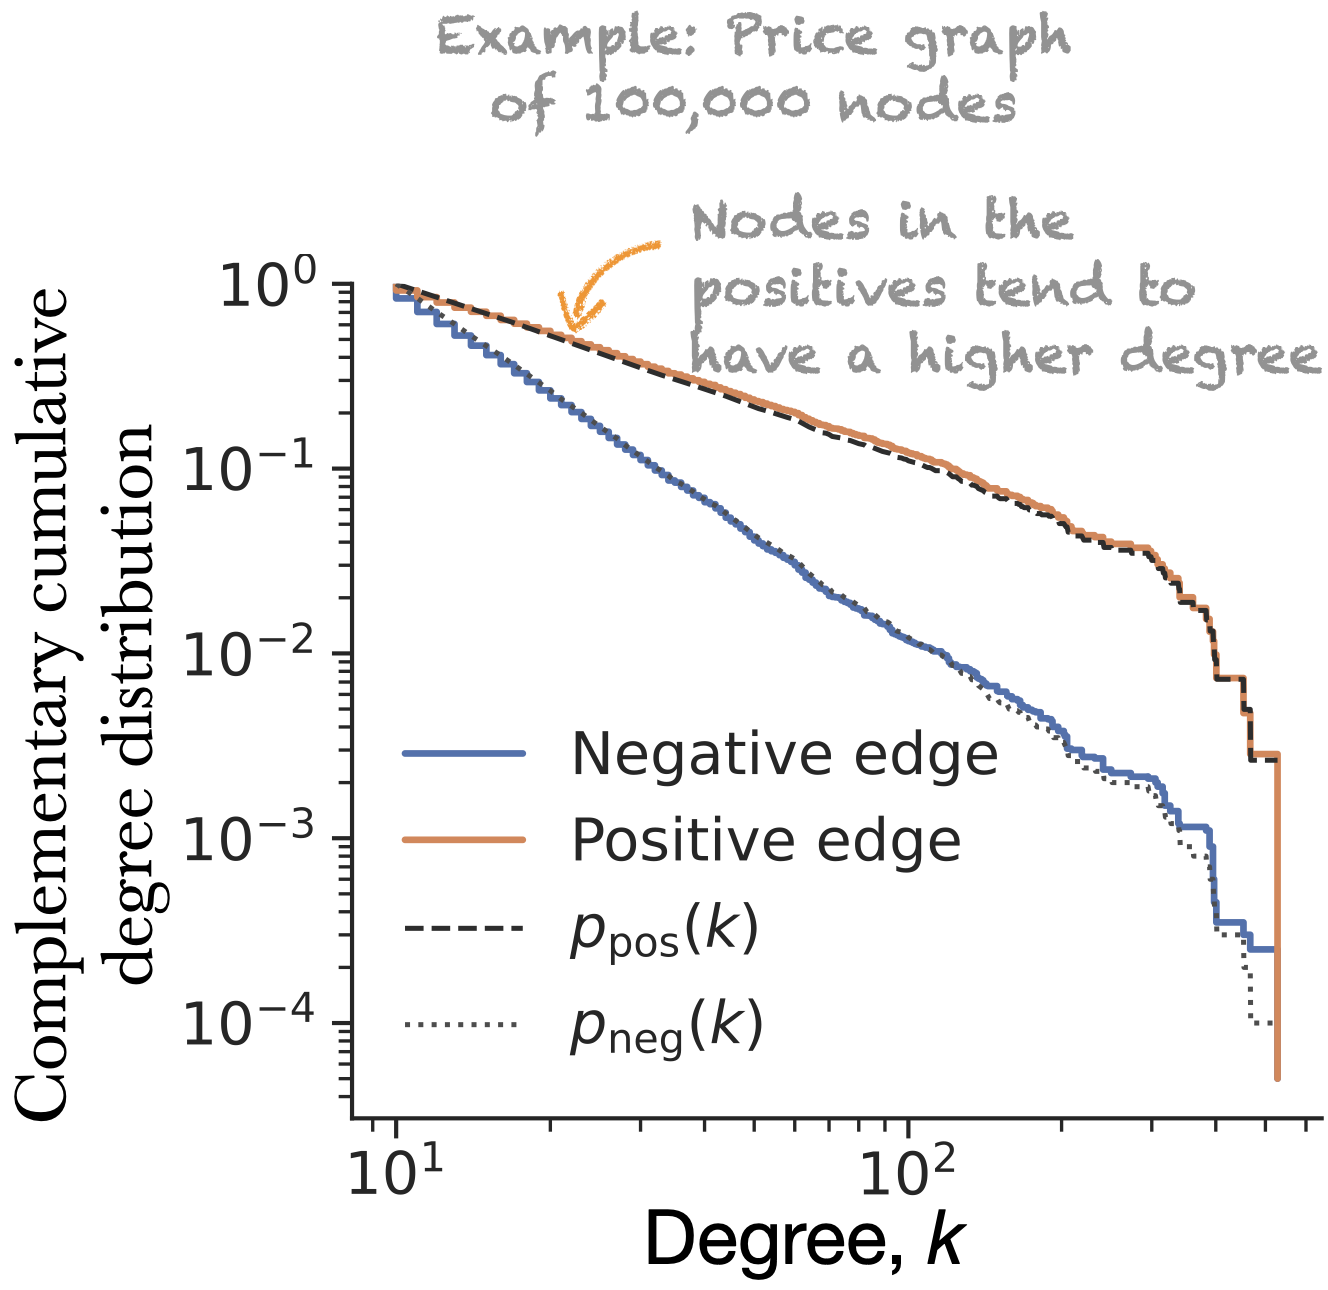 Example: Price graph
of 100,000 nodes
Nodes in the
positives tend to
have a higher degree
Complementary cumulative
degree distribution
10⁰
10⁻¹
10⁻²
10⁻³
10⁻⁴
Negative edge
Positive edge
p_pos(k)
p_neg(k)
10¹ 10²
Degree, k